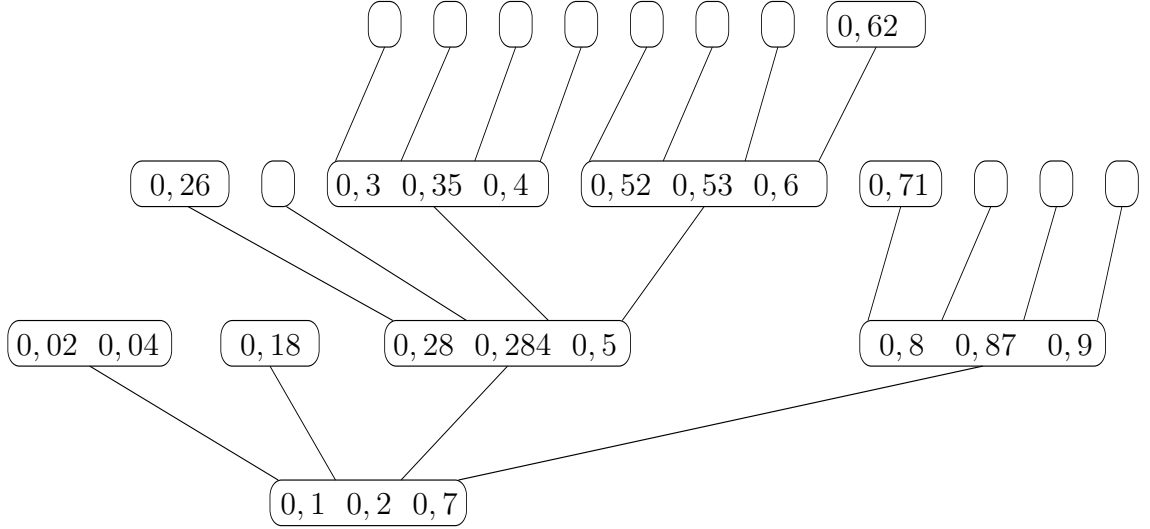 0, 62
0, 26
0, 3 0, 35 0, 4
0, 52 0, 53 0, 6
0, 71
0, 02 0, 04
0, 18
0, 28 0, 284 0, 5
0, 8 0, 87 0, 9
0, 1 0, 2 0, 7